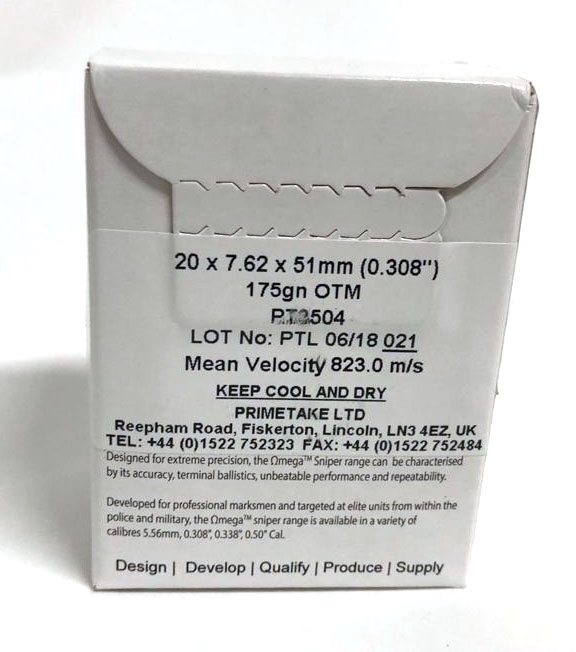 20 x 7.62 x 51mm (0.308")
175gn OTM
LOT No: PTL 06/18 021
Mean Velocity 823.0 m/s
KEEP COOL AND DRY
PRIMETAKE LTD
Reepham Road, Fiskerton, Lincoln, LN3 4EZ, UK
TEL: +44 (0)1522 752323 FAX: +44 (0)1522 752484
Designed for extreme precision, the Ωmega™ Sniper range can be characterised
by its accuracy, terminal ballistics, unbeatable performance and repeatability.
Developed for professional marksmen and targeted at elite units from within the
police and military, the Ωmega™ sniper range is available in a variety of
calibres 5.56mm, 0.308", 0.338", 0.50" Cal.
Design | Develop | Qualify | Produce | Supply